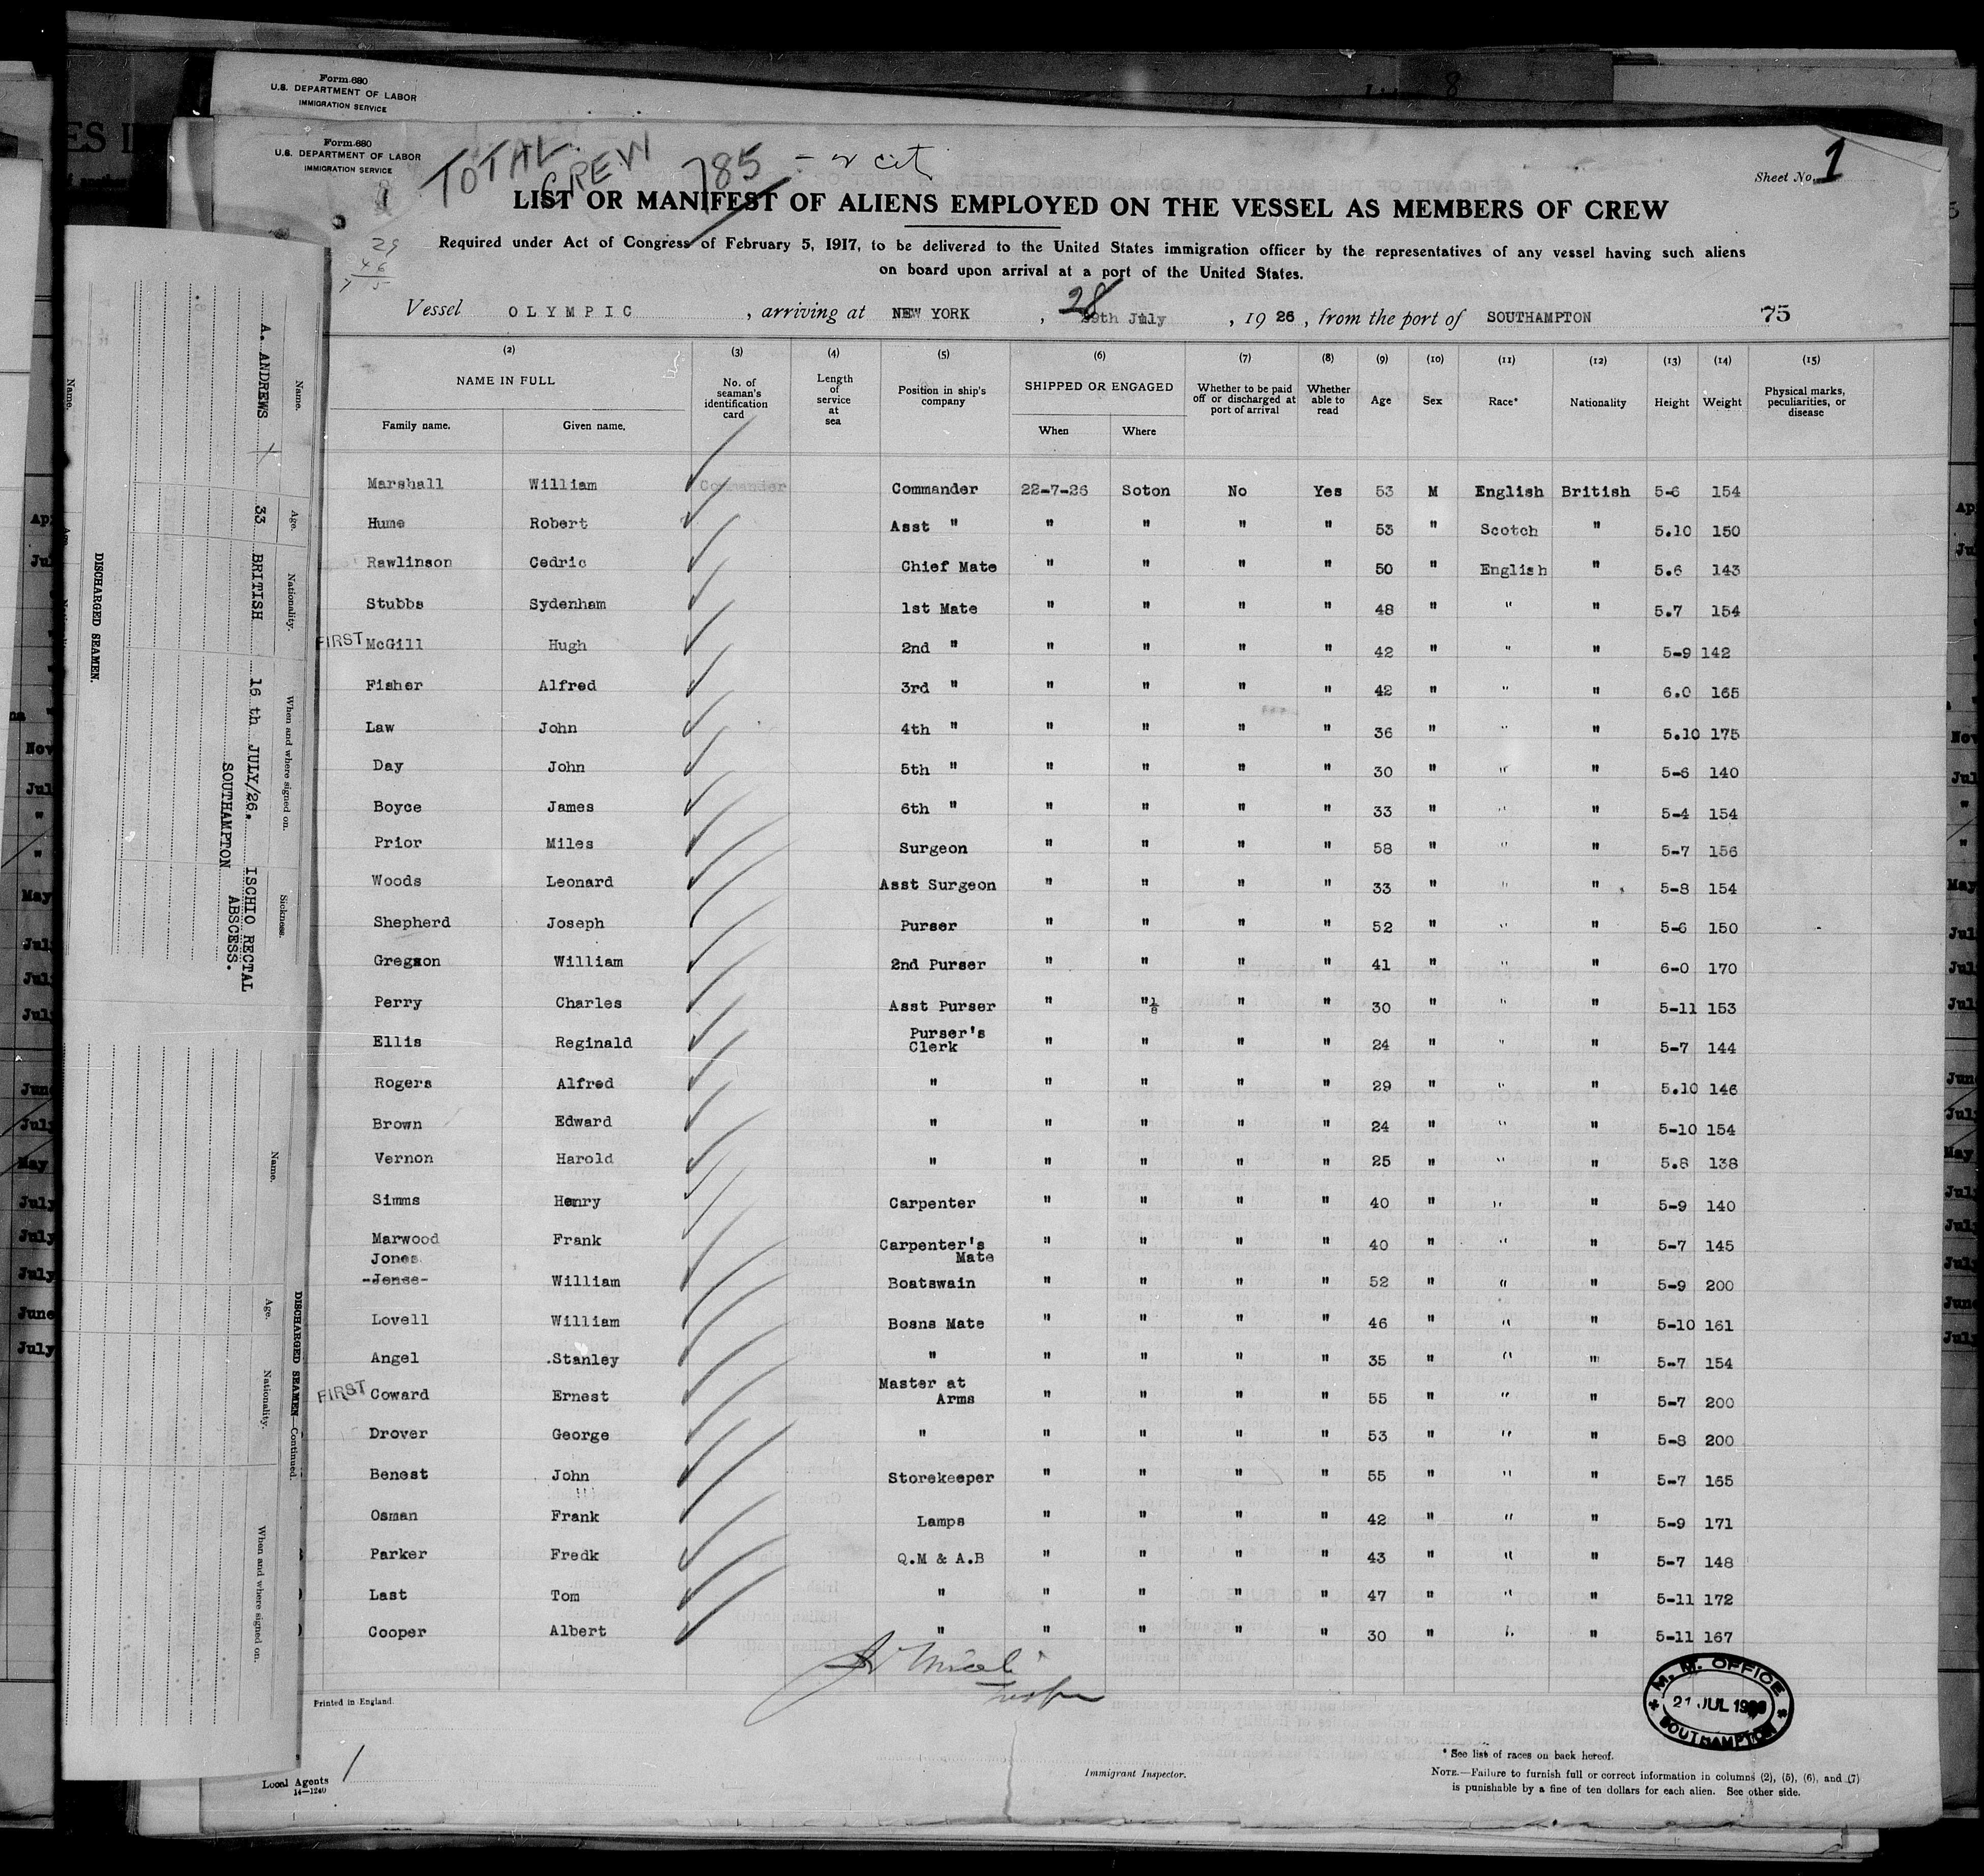 Form 680
U.S. DEPARTMENT OF LABOR
IMMIGRATION SERVICE
Form 680
U.S. DEPARTMENT OF LABOR
IMMIGRATION SERVICE
TOTAL CREW 785
Sheet No. 1
LIST OR MANIFEST OF ALIENS EMPLOYED ON THE VESSEL AS MEMBERS OF CREW
Required under Act of Congress of February 5, 1917, to be delivered to the United States immigration officer by the representatives of any vessel having such aliens
on board upon arrival at a port of the United States.
Vessel OLYMPIC, arriving at NEW YORK, 28 29th July, 1926, from the port of SOUTHAMPTON 75
(2) (3) (4) (5) (6) (7) (8) (9) (10) (11) (12) (13) (14) (15)
NAME IN FULL No. of seaman's identification card Length of service at sea Position in ship's company SHIPPED OR ENGAGED Whether to be paid off or discharged at port of arrival Whether able to read Age Sex Race* Nationality Height Weight Physical marks, peculiarities, or disease
Family name. Given name. When Where
Marshall William Commander Commander 22-7-26 Soton No Yes 53 M English British 5-6 154
Hume Robert Asst " " " " " 53 " Scotch " 5.10 150
Rawlinson Cedric Chief Mate " " " " 50 " English " 5.6 143
Stubbs Sydenham 1st Mate " " " " 48 " " " 5.7 154
FIRST McGill Hugh 2nd " " " " " 42 " " " 5-9 142
Fisher Alfred 3rd " " " " " 42 " " " 6.0 165
Law John 4th " " " " " 36 " " " 5.10 175
Day John 5th " " " " " 30 " " " 5-6 140
Boyce James 6th " " " " " 33 " " " 5-4 154
Prior Miles Surgeon " " " " 58 " " " 5-7 156
Woods Leonard Asst Surgeon " " " " 33 " " " 5-8 154
Shepherd Joseph Purser " " " " 52 " " " 5-6 150
Gregson William 2nd Purser " " " " 41 " " " 6-0 170
Perry Charles Asst Purser " " " " 30 " " " 5-11 153
Ellis Reginald Purser's Clerk " " " " 24 " " " 5-7 144
Rogers Alfred " " " " " 29 " " " 5.10 146
Brown Edward " " " " " 24 " " " 5-10 154
Vernon Harold " " " " " 25 " " " 5.8 138
Simms Henry Carpenter " " " " 40 " " " 5-9 140
Marwood Frank Carpenter's Mate " " " " 40 " " " 5-7 145
Jones
Jense William Boatswain " " " " 52 " " " 5-9 200
Lovell William Bosns Mate " " " " 46 " " " 5-10 161
Angel Stanley " " " " " 35 " " " 5-7 154
FIRST Coward Ernest Master at Arms " " " " 55 " " " 5-7 200
Drover George " " " " " 53 " " " 5-8 200
Benest John Storekeeper " " " " 55 " " " 5-7 165
Osman Frank Lamps " " " " 42 " " " 5-9 171
Parker Fredk Q.M & A.B " " " " 43 " " " 5-7 148
Last Tom " " " " " 47 " " " 5-11 172
Cooper Albert " " " " " 30 " " " 5-11 167
Printed in England.
M. M. OFFICE
21 JUL
SOUTHAMPTON
Local Agents
14-1240
Immigrant Inspector.
* See list of races on back hereof.
NOTE.—Failure to furnish full or correct information in columns (2), (5), (6), and (7)
is punishable by a fine of ten dollars for each alien. See other side.
DISCHARGED SEAMEN.
Name. Age. Nationality. When and where signed on. Sickness.
A. ANDREWS 33 BRITISH 16 th JULY/26. SOUTHAMPTON ISCHIO RECTAL ABSCESS.
DISCHARGED SEAMEN—Continued.
Name. Age. Nationality. When and where signed on.